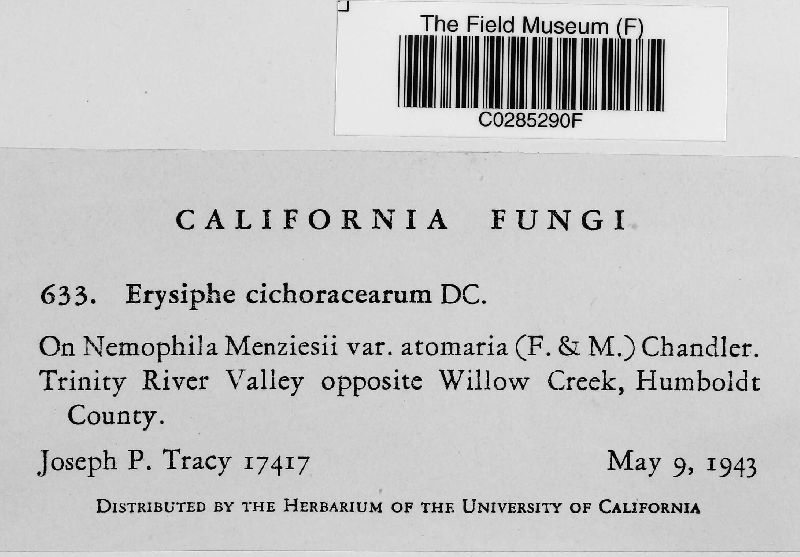 The Field Museum (F)
C0285290F
CALIFORNIA FUNGI
633. Erysiphe cichoracearum DC.
On Nemophila Menziesii var. atomaria (F. & M.) Chandler.
Trinity River Valley opposite Willow Creek, Humboldt
County.
Joseph P. Tracy 17417 May 9, 1943
DISTRIBUTED BY THE HERBARIUM OF THE UNIVERSITY OF CALIFORNIA